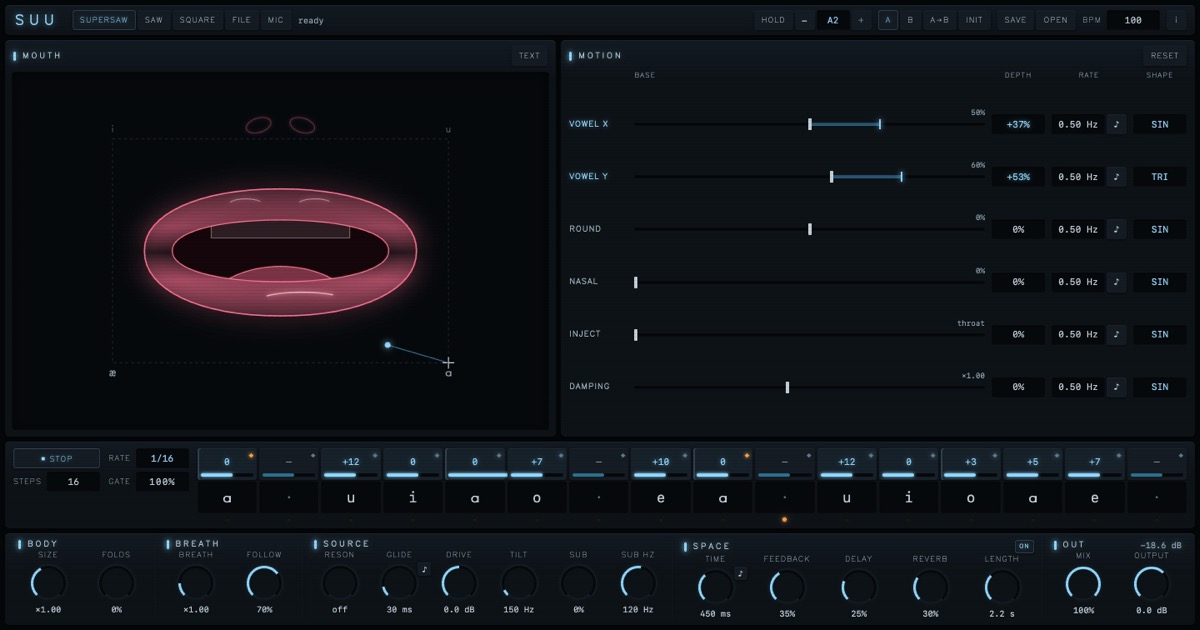 SUU SUPERSAW SAW SQUARE FILE MIC ready HOLD – A2 + A B A→B INIT SAVE OPEN BPM 100 i
MOUTH TEXT
i u
æ ɑ
MOTION RESET
BASE DEPTH RATE SHAPE
VOWEL X 50% +37% 0.50 Hz ♪ SIN
VOWEL Y 60% +53% 0.50 Hz ♪ TRI
ROUND 0% 0% 0.50 Hz ♪ SIN
NASAL 0% 0% 0.50 Hz ♪ SIN
INJECT throat 0% 0.50 Hz ♪ SIN
DAMPING ×1.00 0% 0.50 Hz ♪ SIN
STOP RATE 1/16 0 – +12 0 0 +7 – +10 0 – +12 0 +3 +5 +7 –
STEPS 16 GATE 100% ɑ · u i ɑ o · e ɑ · u i o ɑ e ·
BODY BREATH SOURCE SPACE ON OUT −18.6 dB
SIZE FOLDS BREATH FOLLOW RESON GLIDE ♪ DRIVE TILT SUB SUB HZ TIME ♪ FEEDBACK DELAY REVERB LENGTH MIX OUTPUT
×1.00 0% ×1.00 70% off 30 ms 0.0 dB 150 Hz 0% 120 Hz 450 ms 35% 25% 30% 2.2 s 100% 0.0 dB